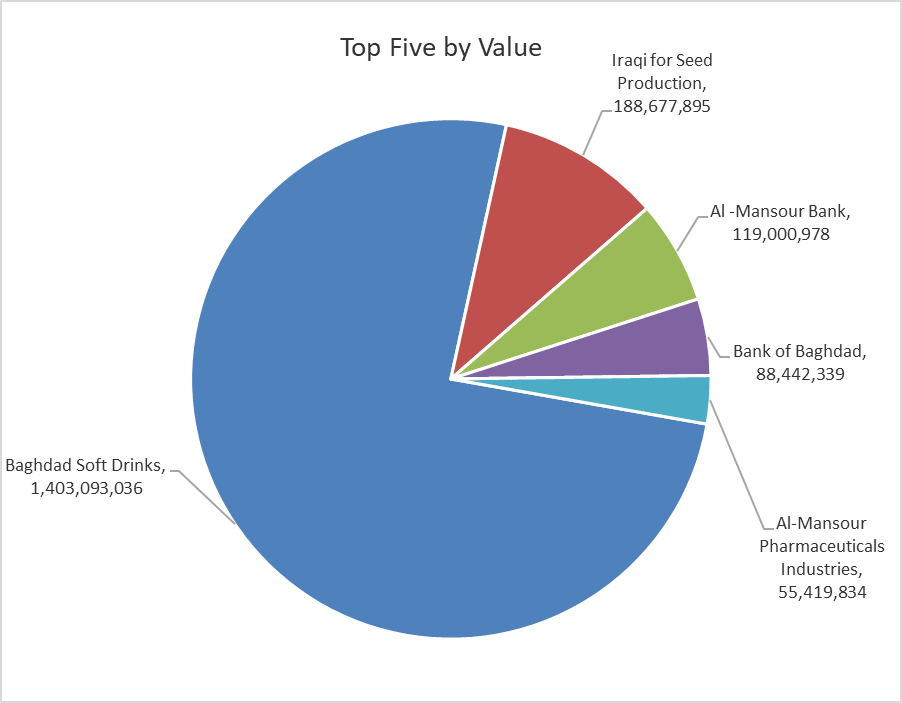 Top Five by Value
Iraqi for Seed
Production,
188,677,895
Al -Mansour Bank,
119,000,978
Bank of Baghdad,
88,442,339
Al-Mansour
Pharmaceuticals
Industries,
55,419,834
Baghdad Soft Drinks,
1,403,093,036